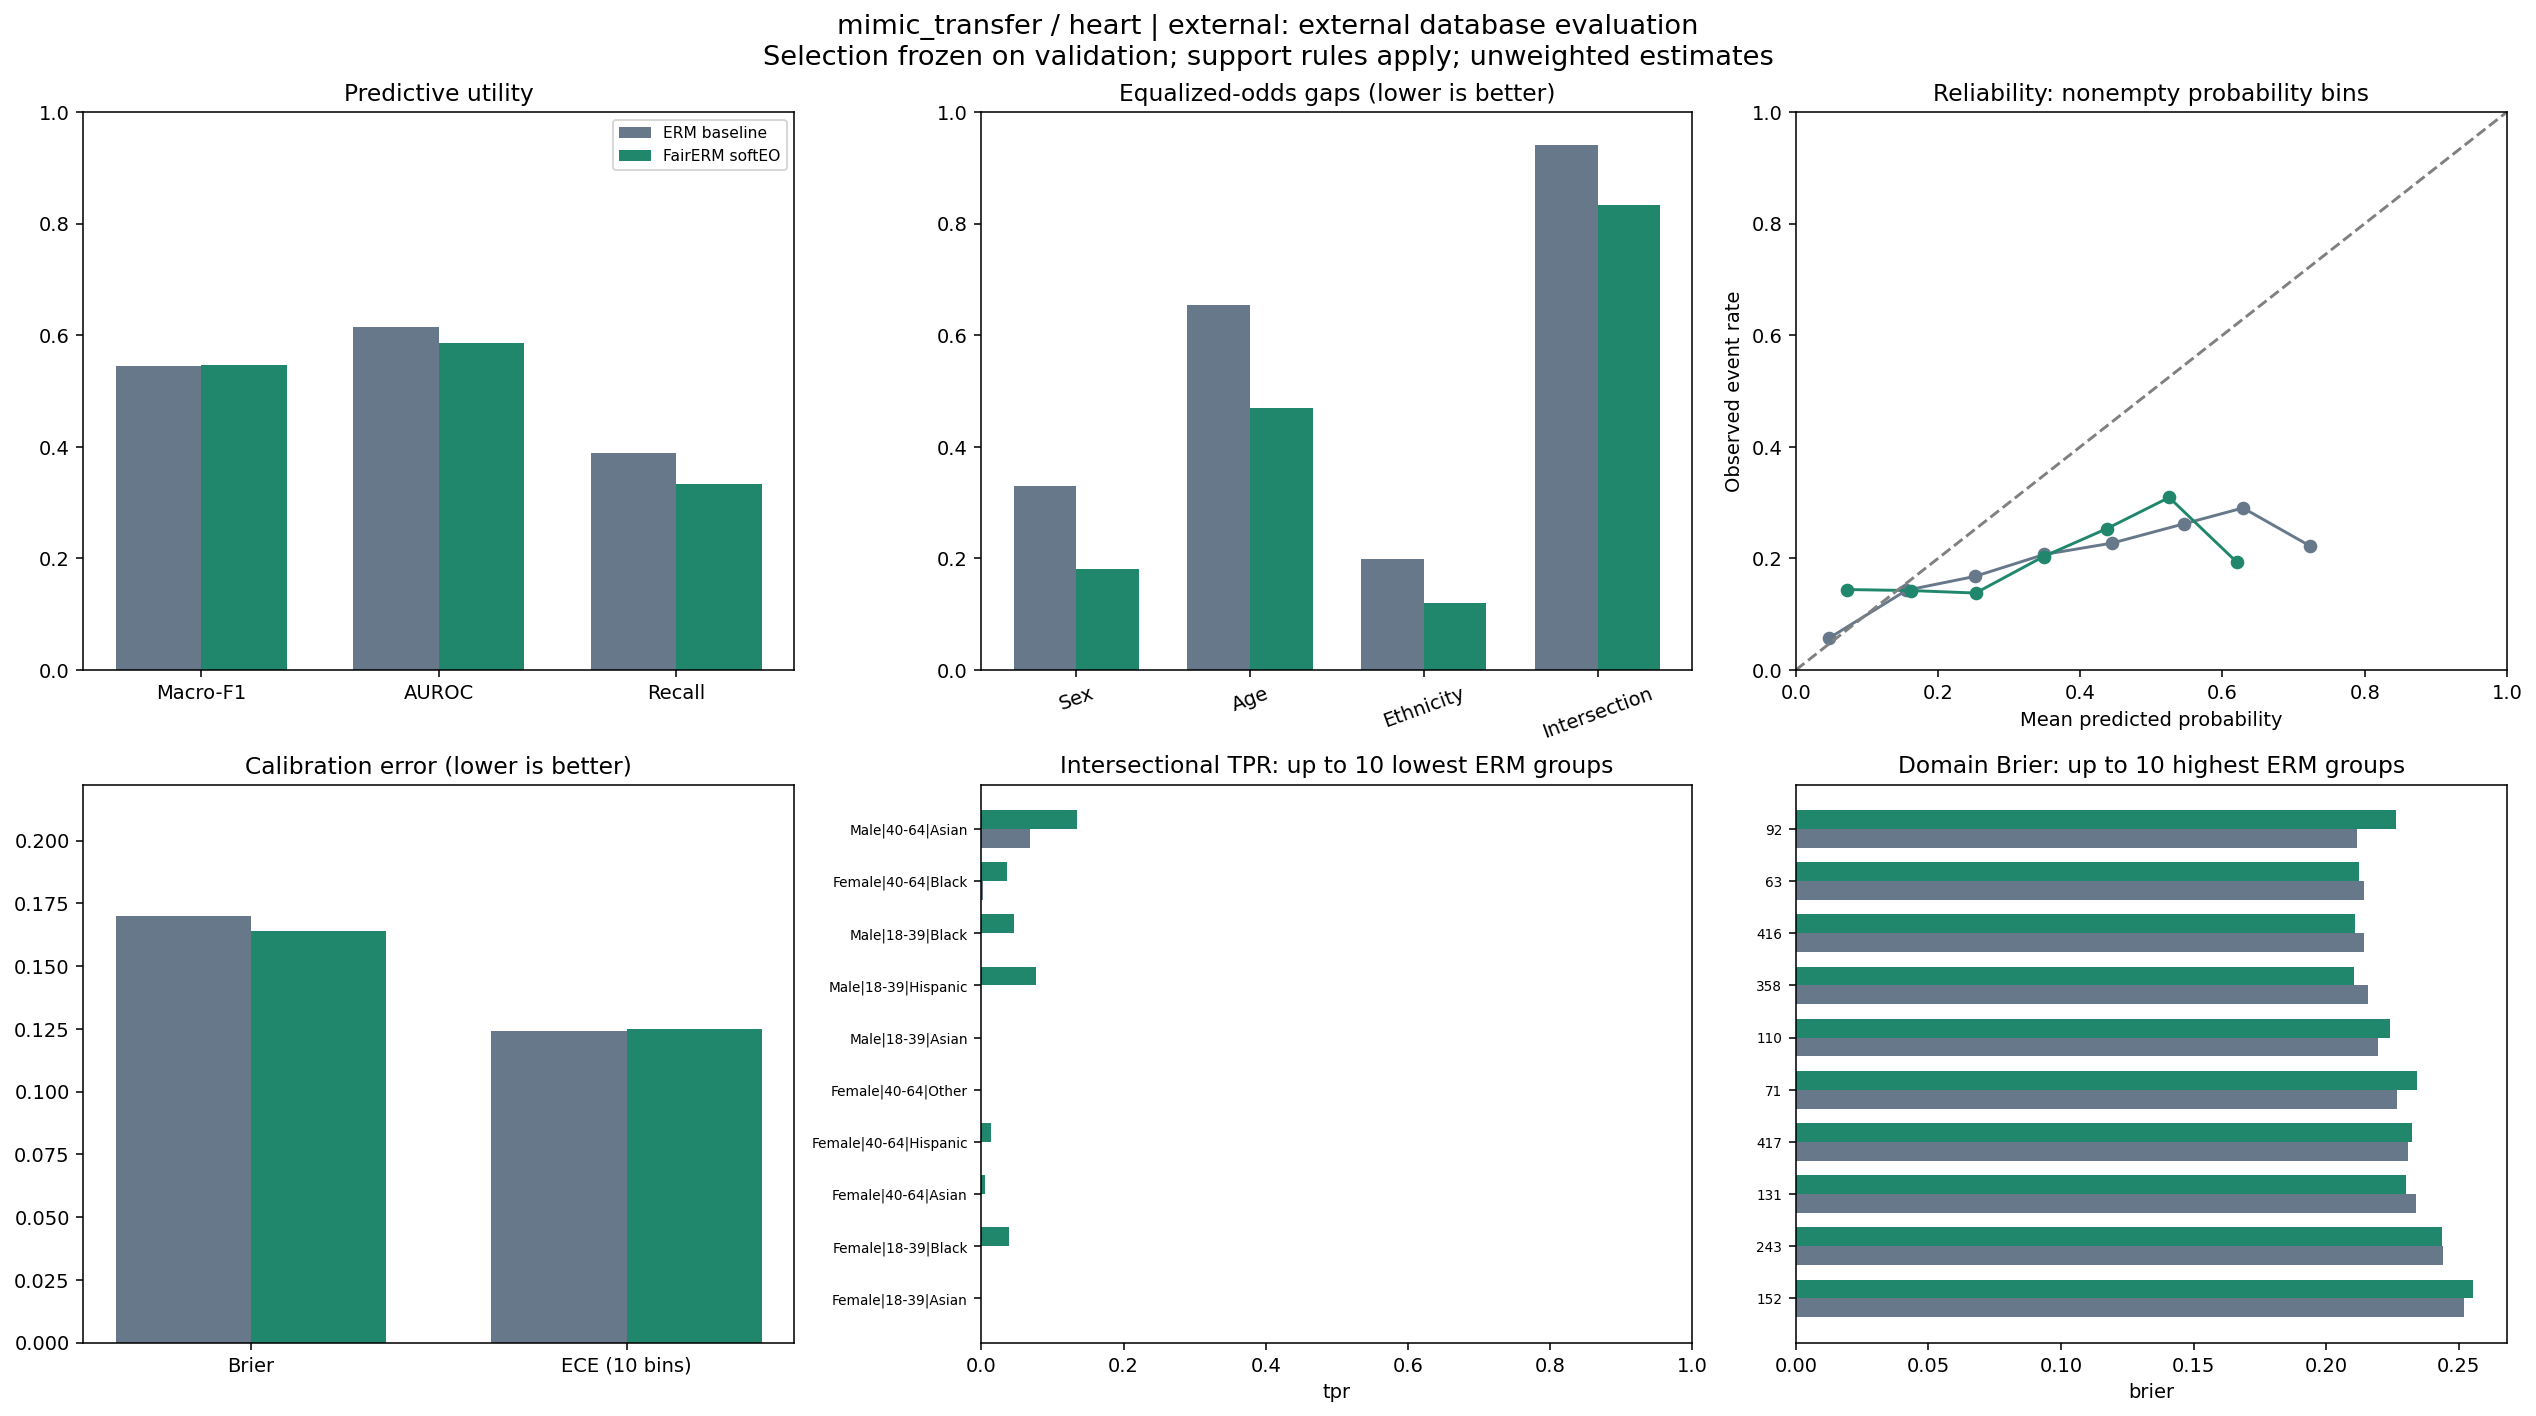 mimic_transfer / heart | external: external database evaluation
Selection frozen on validation; support rules apply; unweighted estimates
Predictive utility
1.0
0.8
0.6
0.4
0.2
0.0
ERM baseline
FairERM softEO
Macro-F1 AUROC Recall
Equalized-odds gaps (lower is better)
1.0
0.8
0.6
0.4
0.2
0.0
Sex Age Ethnicity Intersection
Reliability: nonempty probability bins
Observed event rate
1.0
0.8
0.6
0.4
0.2
0.0
0.0 0.2 0.4 0.6 0.8 1.0
Mean predicted probability
Calibration error (lower is better)
0.200
0.175
0.150
0.125
0.100
0.075
0.050
0.025
0.000
Brier ECE (10 bins)
Intersectional TPR: up to 10 lowest ERM groups
Male|40-64|Asian
Female|40-64|Black
Male|18-39|Black
Male|18-39|Hispanic
Male|18-39|Asian
Female|40-64|Other
Female|40-64|Hispanic
Female|40-64|Asian
Female|18-39|Black
Female|18-39|Asian
0.0 0.2 0.4 0.6 0.8 1.0
tpr
Domain Brier: up to 10 highest ERM groups
92
63
416
358
110
71
417
131
243
152
0.00 0.05 0.10 0.15 0.20 0.25
brier